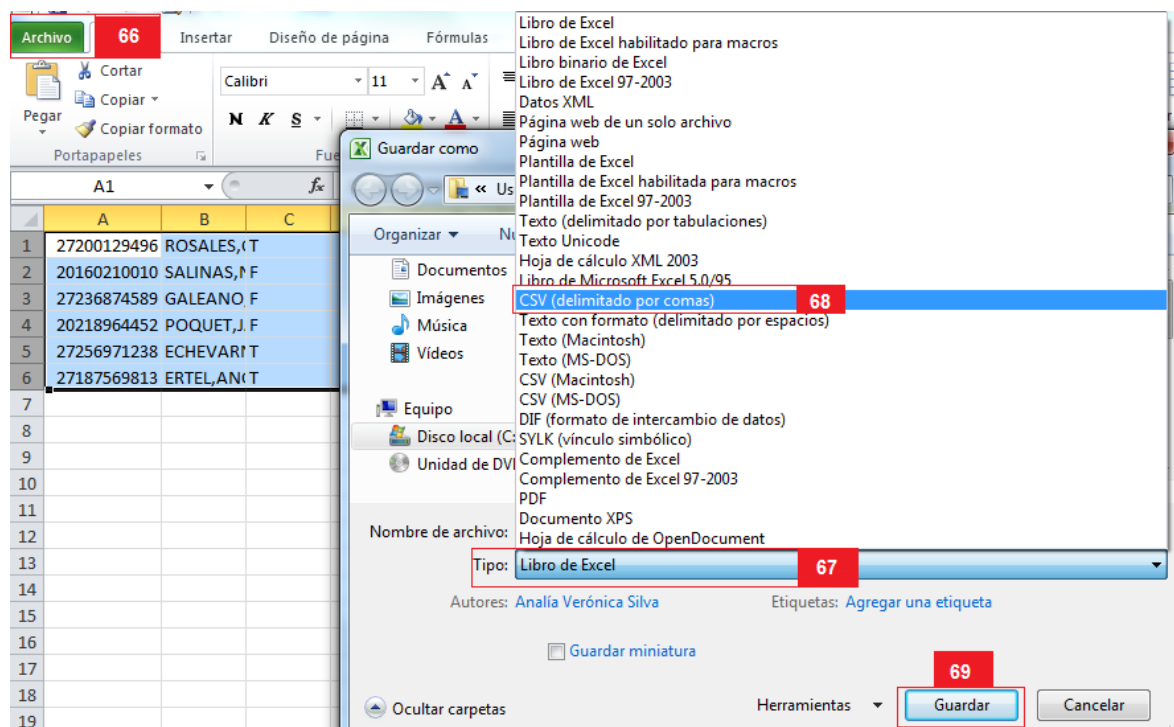 Archivo 66 Insertar Diseño de página Fórmulas
Cortar
Copiar
Copiar formato
Pegar
Portapapeles
Calibri 11 A A
N K S A
Fue
A1 fx
A B C
1 27200129496 ROSALES,( T
2 20160210010 SALINAS,N F
3 27236874589 GALEANO, F
4 20218964452 POQUET,J. F
5 27256971238 ECHEVARN T
6 27187569813 ERTEL,AN( T
7
8
9
10
11
12
13
14
15
16
17
18
19
Guardar como
« Us
Organizar Nu
Documentos
Imágenes
Música
Vídeos
Equipo
Disco local (C:
Unidad de DVI
Libro de Excel
Libro de Excel habilitado para macros
Libro binario de Excel
Libro de Excel 97-2003
Datos XML
Página web de un solo archivo
Página web
Plantilla de Excel
Plantilla de Excel habilitada para macros
Plantilla de Excel 97-2003
Texto (delimitado por tabulaciones)
Texto Unicode
Hoja de cálculo XML 2003
Libro de Microsoft Excel 5.0/95
CSV (delimitado por comas) 68
Texto con formato (delimitado por espacios)
Texto (Macintosh)
Texto (MS-DOS)
CSV (Macintosh)
CSV (MS-DOS)
DIF (formato de intercambio de datos)
SYLK (vínculo simbólico)
Complemento de Excel
Complemento de Excel 97-2003
PDF
Documento XPS
Hoja de cálculo de OpenDocument
Nombre de archivo:
Tipo: Libro de Excel 67
Autores: Analía Verónica Silva Etiquetas: Agregar una etiqueta
Guardar miniatura
69
Ocultar carpetas Herramientas Guardar Cancelar